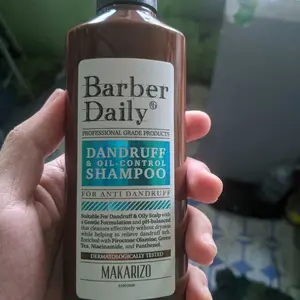 Barber
Daily
PROFESSIONAL GRADE PRODUCTS
DANDRUFF
& OIL-CONTROL
SHAMPOO
FOR ANTI DANDRUFF
Suitable For Dandruff & Oily Scalp with
a Gentle Formulation and pH-balanced
that cleanses effectively without dryness
while helping to relieve dandruff itch.
Enriched with Piroctone Olamine, Green
Tea, Niacinamide, and Panthenol.
DERMATOLOGICALLY TESTED
MAKARIZO